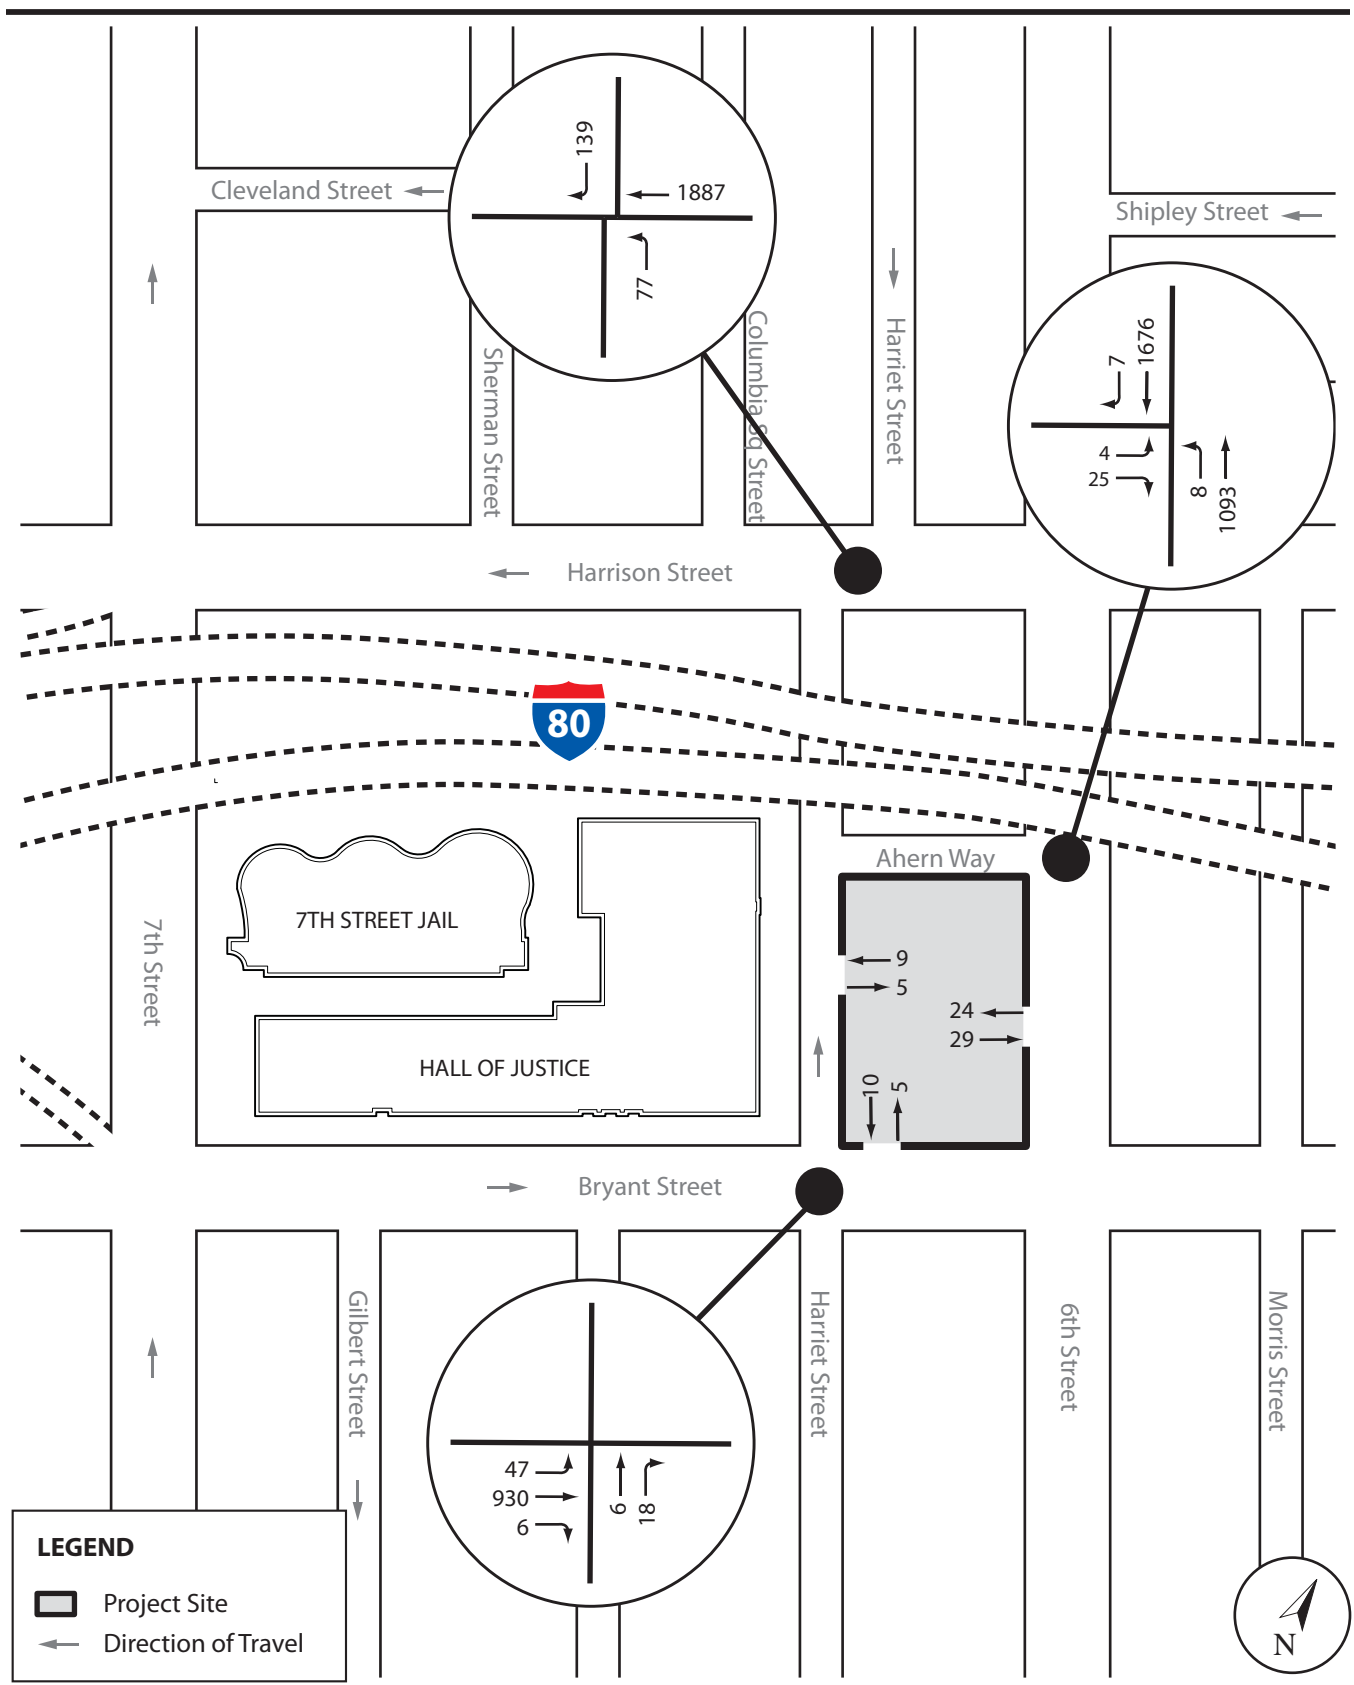 139
1887
77
Cleveland Street
Shipley Street
Sherman Street
Columbia Sq. Street
Harriet Street
7
1676
4
25
8
1093
Harrison Street
80
Ahern Way
7TH STREET JAIL
7th Street
9
5
24
29
HALL OF JUSTICE
10
5
Bryant Street
Gilbert Street
Harriet Street
6th Street
Morris Street
47
930
6
6
18
LEGEND
Project Site
Direction of Travel
N